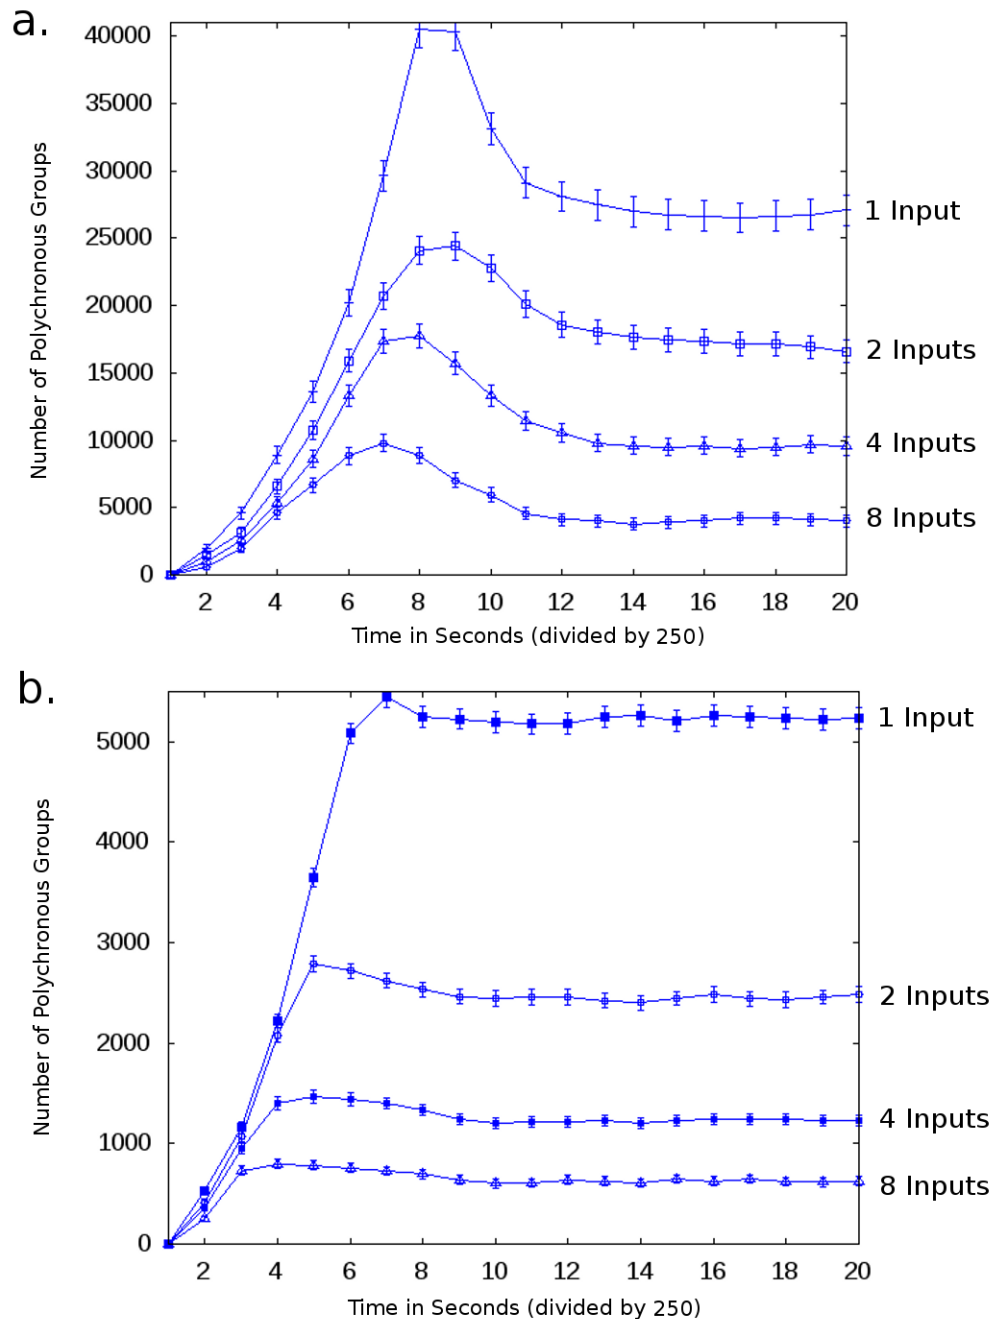 a.
40000
35000
30000
25000
20000
15000
10000
5000
0
Number of Polychronous Groups
1 Input
2 Inputs
4 Inputs
8 Inputs
2 4 6 8 10 12 14 16 18 20
Time in Seconds (divided by 250)
b.
5000
4000
3000
2000
1000
0
Number of Polychronous Groups
1 Input
2 Inputs
4 Inputs
8 Inputs
2 4 6 8 10 12 14 16 18 20
Time in Seconds (divided by 250)